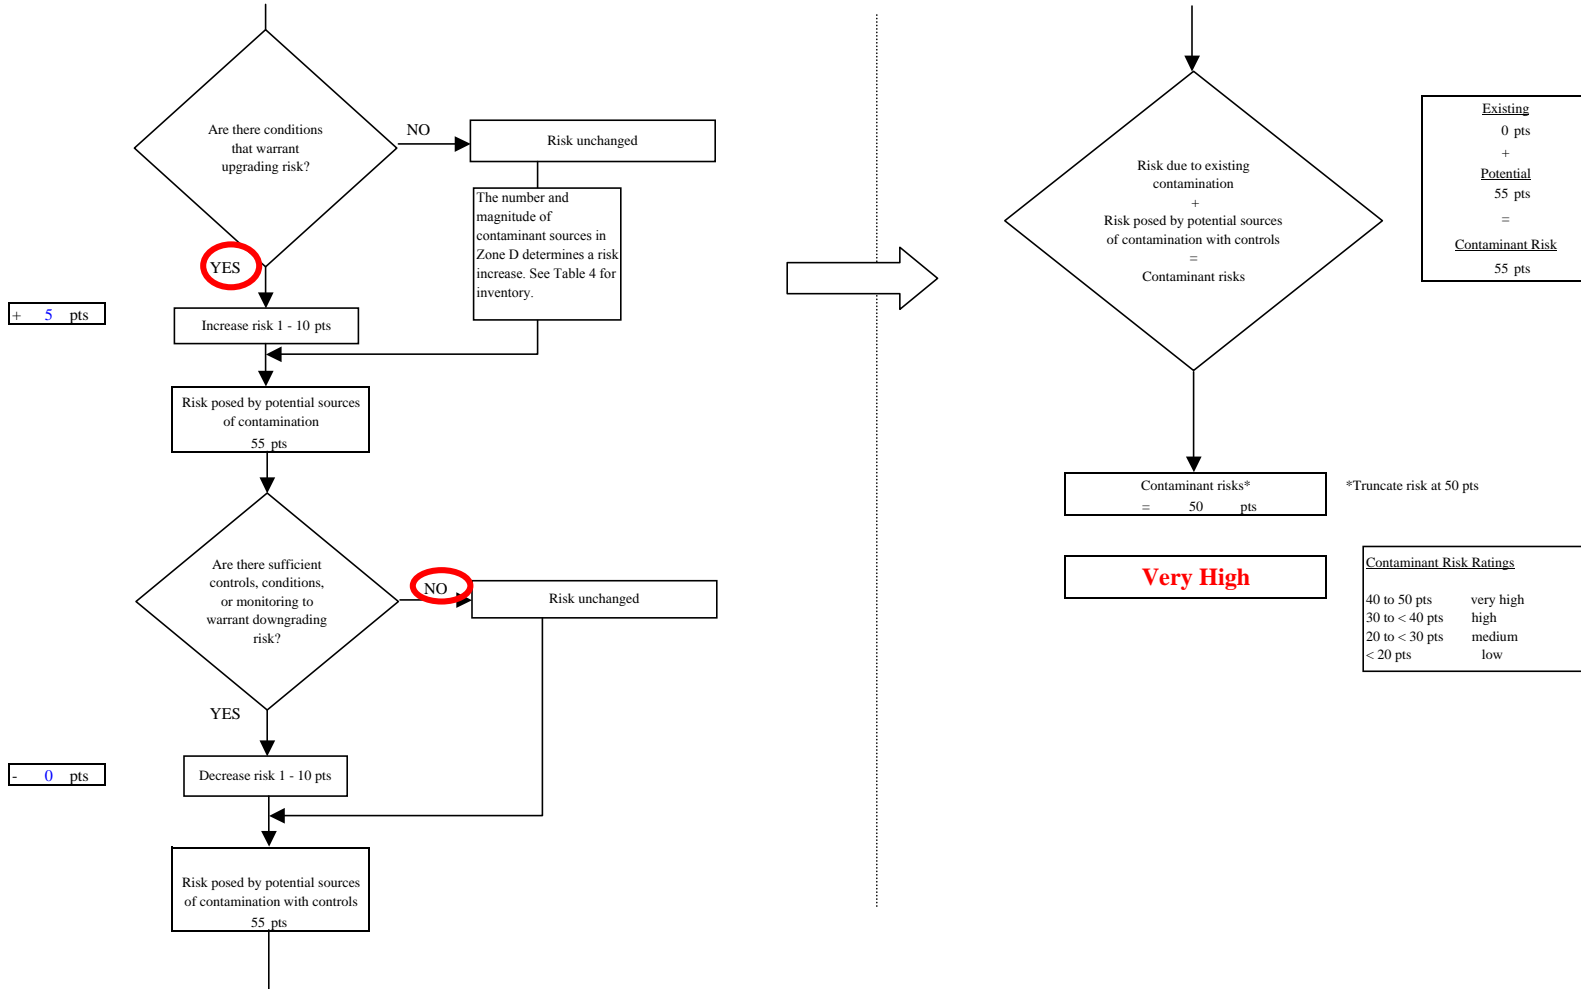 Are there conditions
that warrant
upgrading risk?
NO
Risk unchanged
The number and
magnitude of
contaminant sources in
Zone D determines a risk
increase. See Table 4 for
inventory.
YES
+ 5 pts
Increase risk 1 - 10 pts
Risk posed by potential sources
of contamination
55 pts
Are there sufficient
controls, conditions,
or monitoring to
warrant downgrading
risk?
NO
Risk unchanged
YES
- 0 pts
Decrease risk 1 - 10 pts
Risk posed by potential sources
of contamination with controls
55 pts
Risk due to existing
contamination
+
Risk posed by potential sources
of contamination with controls
=
Contaminant risks
Existing
0 pts
+
Potential
55 pts
=
Contaminant Risk
55 pts
Contaminant risks*
= 50 pts
*Truncate risk at 50 pts
Very High
Contaminant Risk Ratings
40 to 50 pts very high
30 to < 40 pts high
20 to < 30 pts medium
< 20 pts low